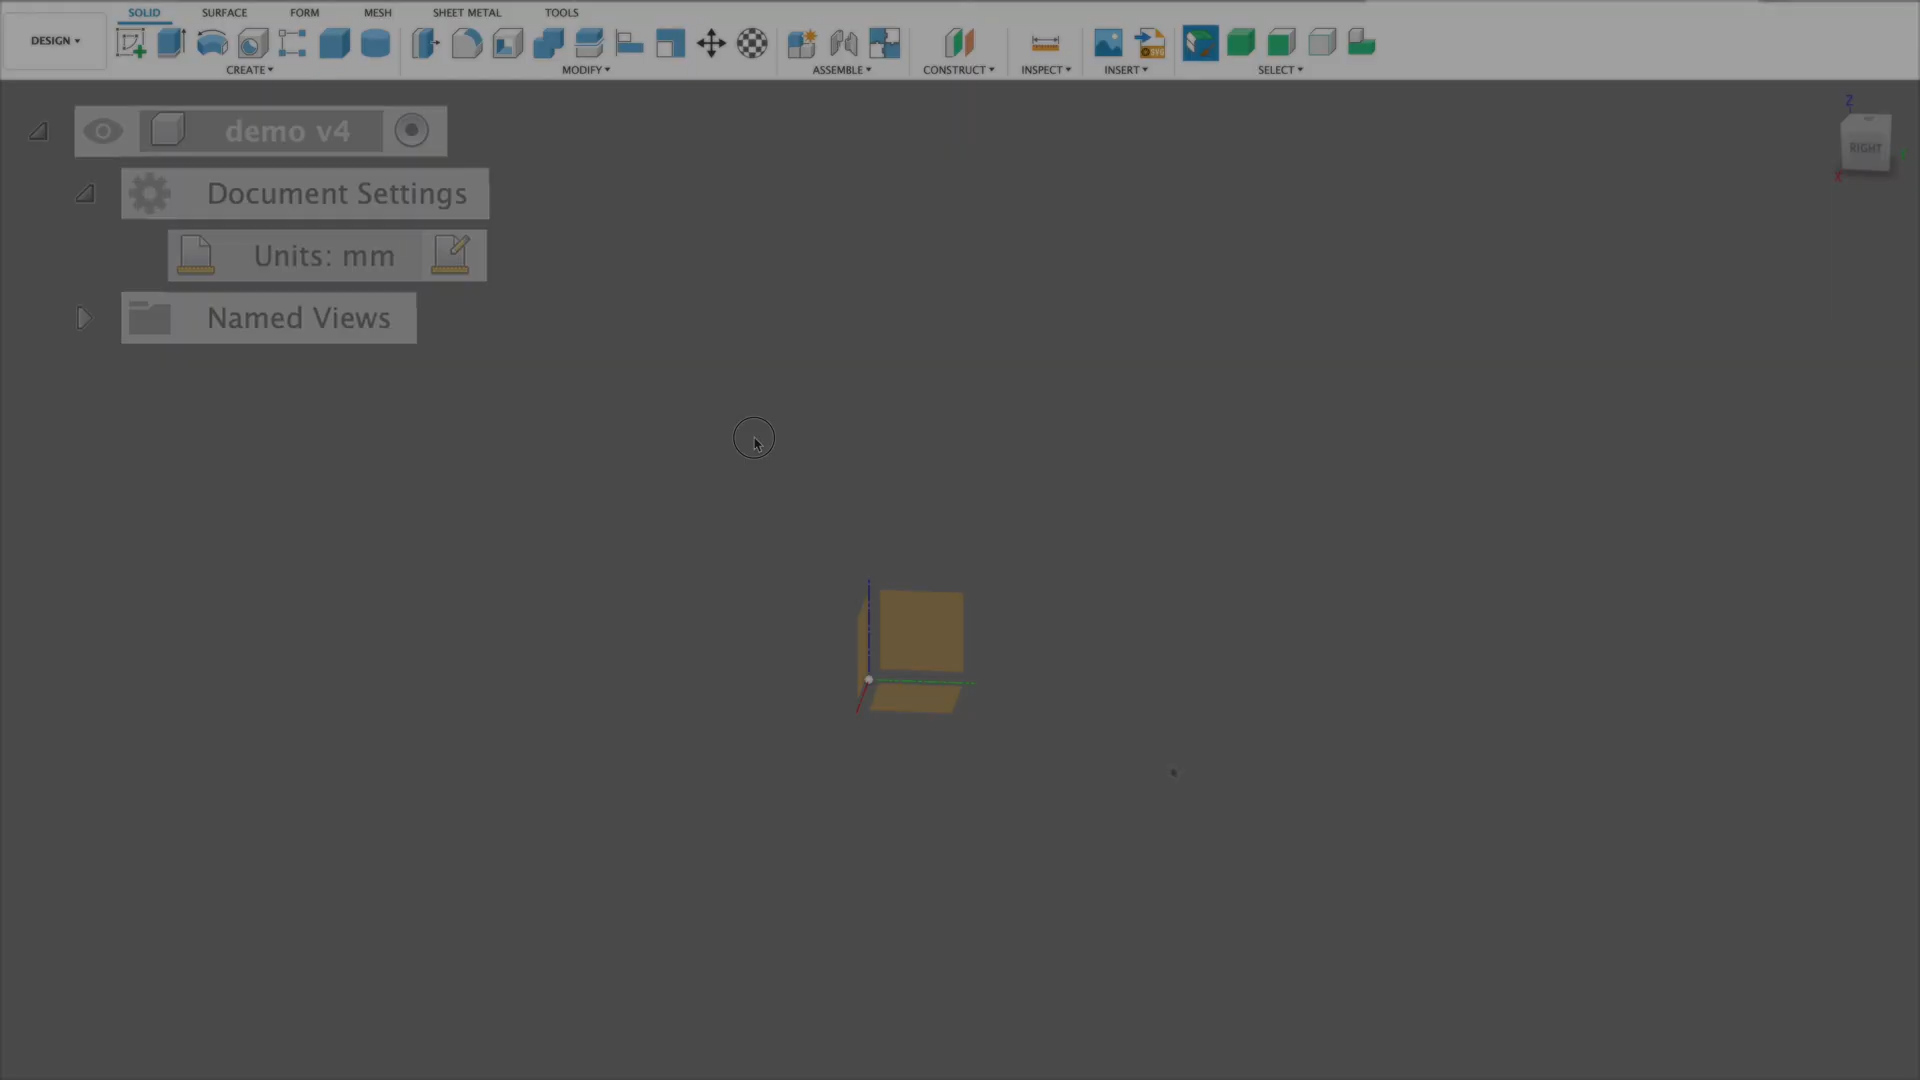 SOLID SURFACE FORM MESH SHEET METAL TOOLS
DESIGN
SVG
CREATE MODIFY ASSEMBLE CONSTRUCT INSPECT INSERT SELECT
Z
demo v4
RIGHT
X
Document Settings
Units: mm
Named Views